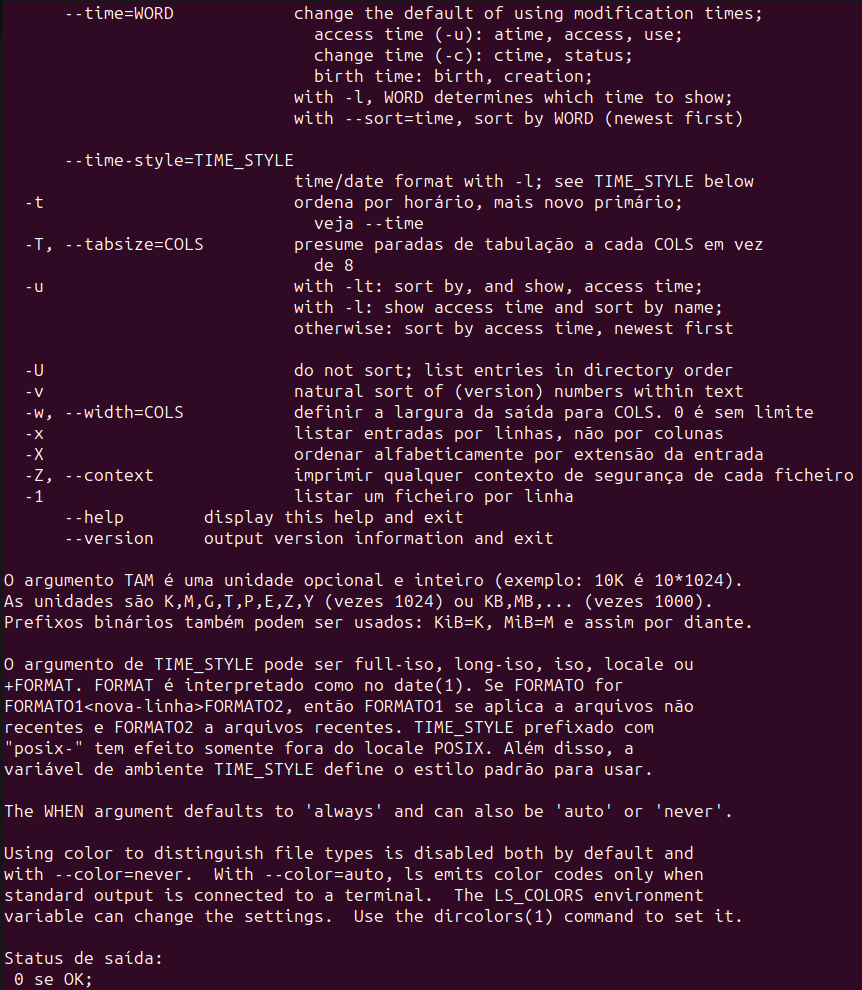 --time=WORD change the default of using modification times;
access time (-u): atime, access, use;
change time (-c): ctime, status;
birth time: birth, creation;
with -l, WORD determines which time to show;
with --sort=time, sort by WORD (newest first)
--time-style=TIME_STYLE
time/date format with -l; see TIME_STYLE below
-t ordena por horário, mais novo primário;
veja --time
-T, --tabsize=COLS presume paradas de tabulação a cada COLS em vez
de 8
-u with -lt: sort by, and show, access time;
with -l: show access time and sort by name;
otherwise: sort by access time, newest first
-U do not sort; list entries in directory order
-v natural sort of (version) numbers within text
-w, --width=COLS definir a largura da saída para COLS. 0 é sem limite
-x listar entradas por linhas, não por colunas
-X ordenar alfabeticamente por extensão da entrada
-Z, --context imprimir qualquer contexto de segurança de cada ficheiro
-1 listar um ficheiro por linha
--help display this help and exit
--version output version information and exit
O argumento TAM é uma unidade opcional e inteiro (exemplo: 10K é 10*1024).
As unidades são K,M,G,T,P,E,Z,Y (vezes 1024) ou KB,MB,... (vezes 1000).
Prefixos binários também podem ser usados: KiB=K, MiB=M e assim por diante.
O argumento de TIME_STYLE pode ser full-iso, long-iso, iso, locale ou
+FORMAT. FORMAT é interpretado como no date(1). Se FORMATO for
FORMATO1<nova-linha>FORMATO2, então FORMATO1 se aplica a arquivos não
recentes e FORMATO2 a arquivos recentes. TIME_STYLE prefixado com
"posix-" tem efeito somente fora do locale POSIX. Além disso, a
variável de ambiente TIME_STYLE define o estilo padrão para usar.
The WHEN argument defaults to 'always' and can also be 'auto' or 'never'.
Using color to distinguish file types is disabled both by default and
with --color=never.  With --color=auto, ls emits color codes only when
standard output is connected to a terminal.  The LS_COLORS environment
variable can change the settings.  Use the dircolors(1) command to set it.
Status de saída:
0 se OK;